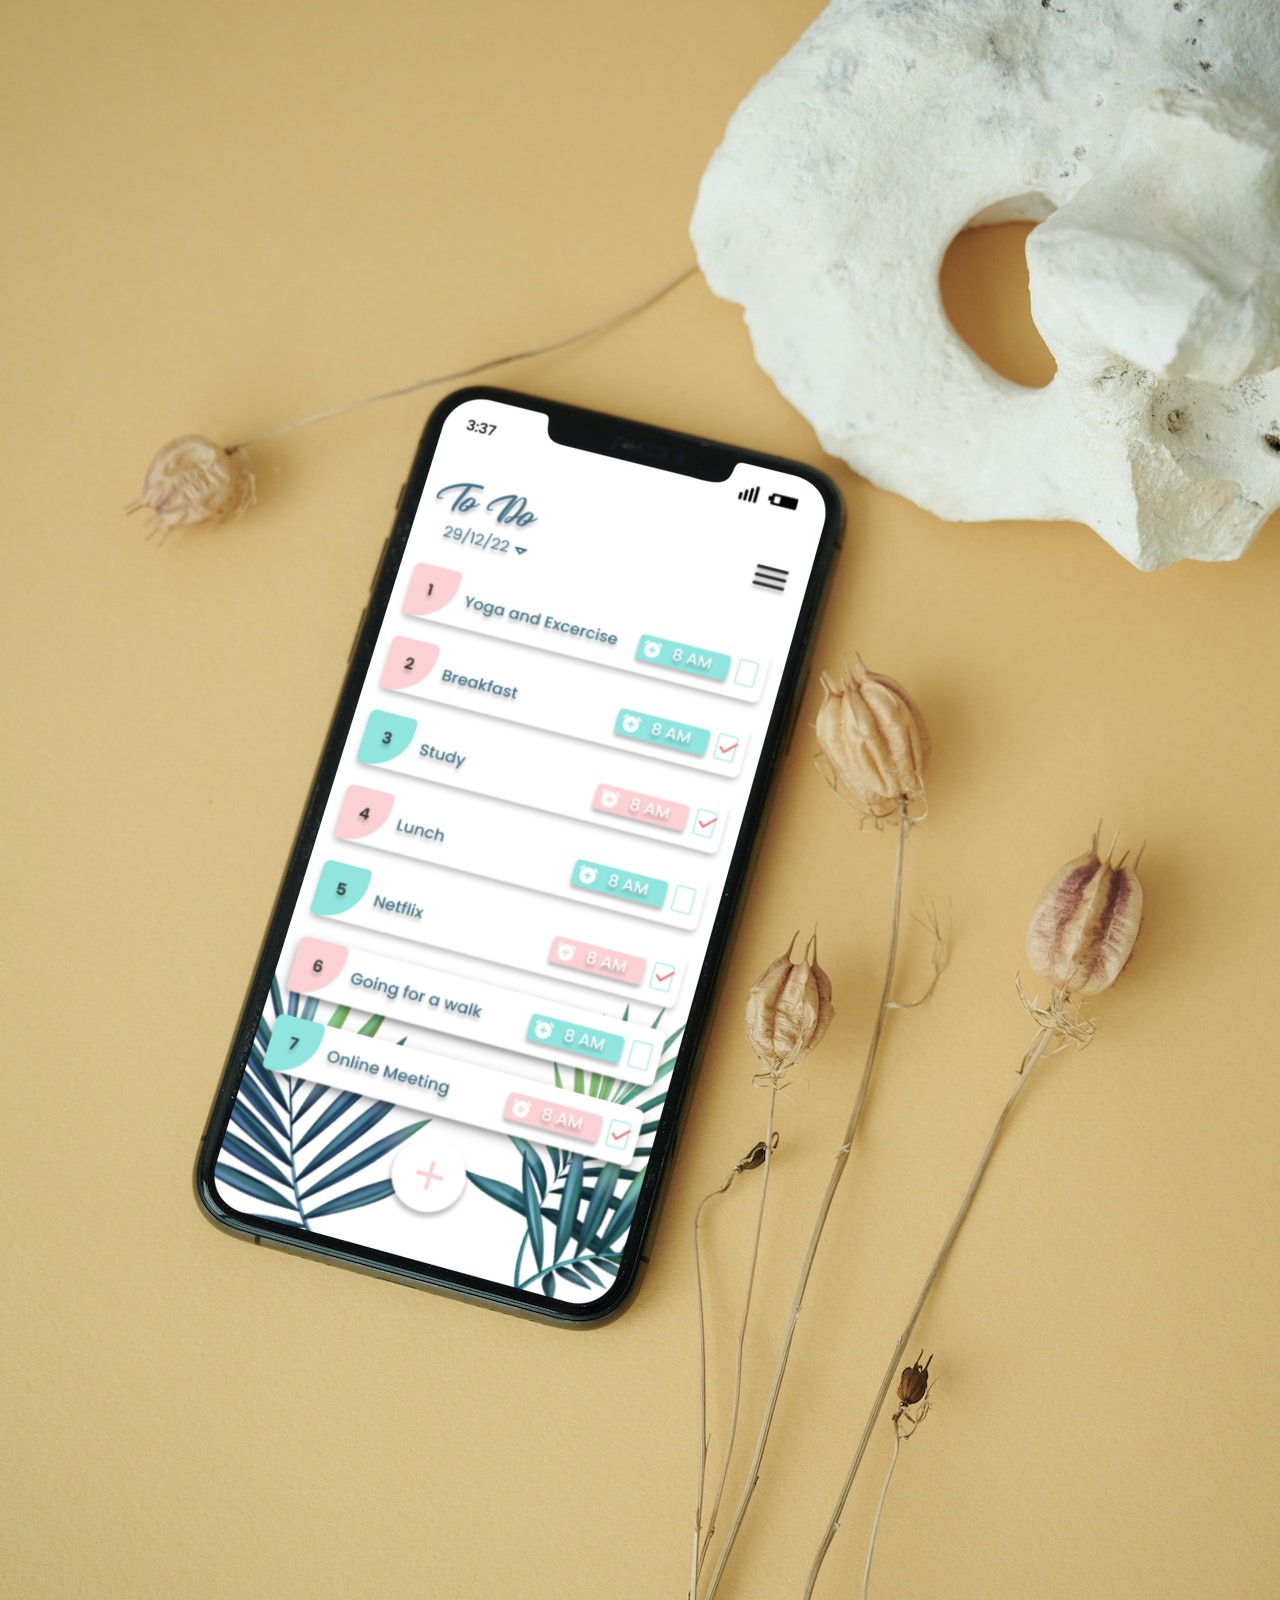 3:37
To Do
29/12/22
1 Yoga and Excercise 8 AM
2 Breakfast 8 AM
3 Study 8 AM
4 Lunch 8 AM
5 Netflix 8 AM
6 Going for a walk 8 AM
7 Online Meeting 8 AM